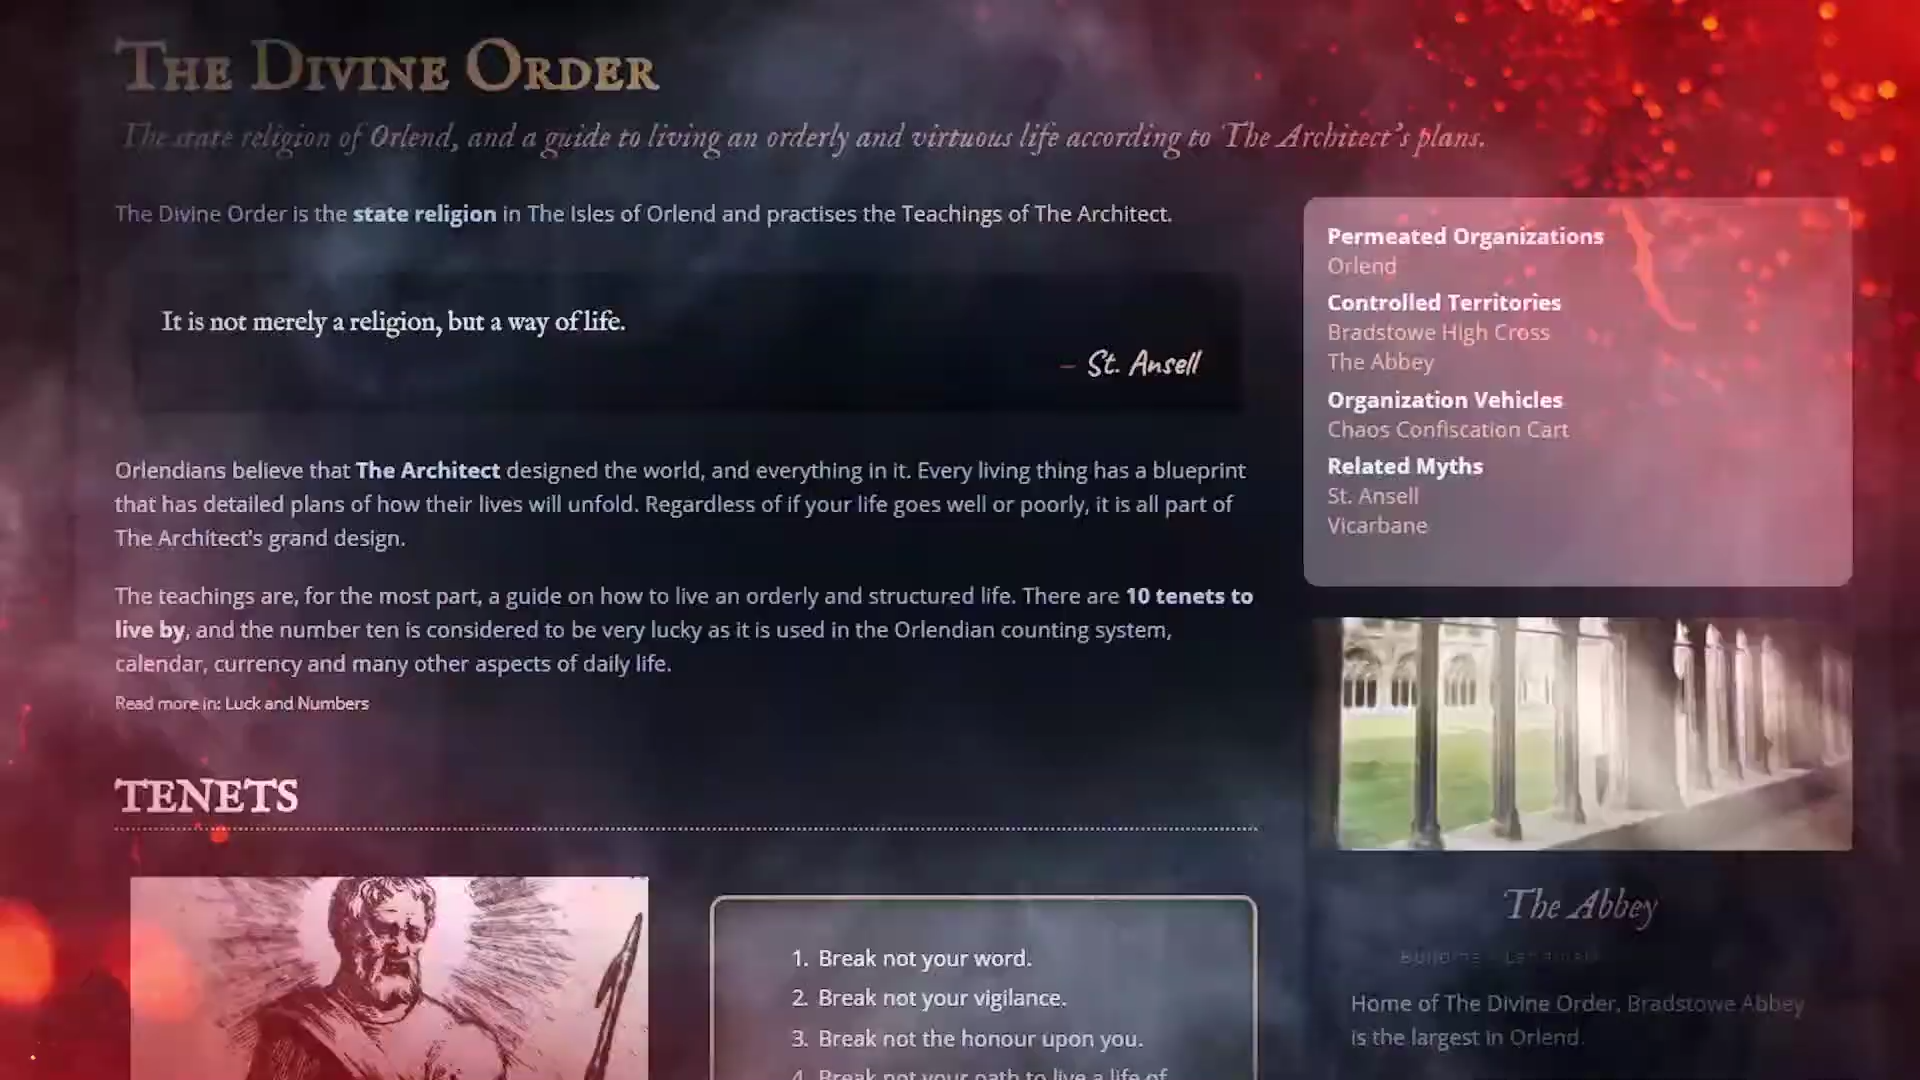 The Divine Order
The state religion of Orlend, and a guide to living an orderly and virtuous life according to The Architect's plans.
The Divine Order is the state religion in The Isles of Orlend and practises the Teachings of The Architect.
It is not merely a religion, but a way of life.
– St. Ansell
Orlendians believe that The Architect designed the world, and everything in it. Every living thing has a blueprint
that has detailed plans of how their lives will unfold. Regardless of if your life goes well or poorly, it is all part of
The Architect's grand design.
The teachings are, for the most part, a guide on how to live an orderly and structured life. There are 10 tenets to
live by, and the number ten is considered to be very lucky as it is used in the Orlendian counting system,
calendar, currency and many other aspects of daily life.
Read more in: Luck and Numbers
TENETS
1. Break not your word.
2. Break not your vigilance.
3. Break not the honour upon you.
4. Break not your path to live a life of
Permeated Organizations
Orlend
Controlled Territories
Bradstowe High Cross
The Abbey
Organization Vehicles
Chaos Confiscation Cart
Related Myths
St. Ansell
Vicarbane
The Abbey
Home of The Divine Order, Bradstowe Abbey
is the largest in Orlend.